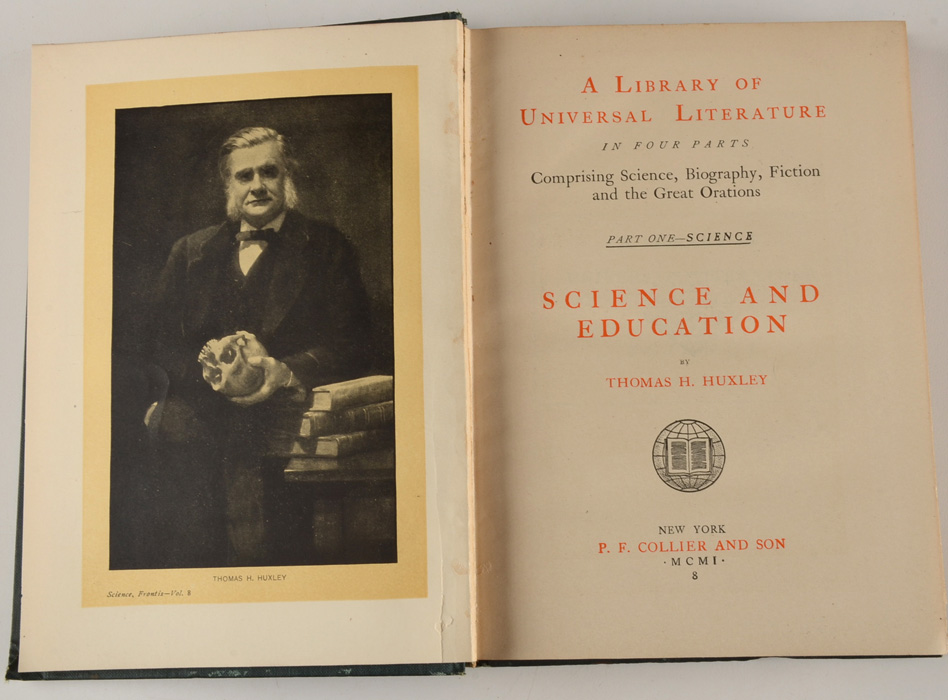 THOMAS H. HUXLEY
Science, Frontis—Vol. 8
A LIBRARY OF
UNIVERSAL LITERATURE
IN FOUR PARTS
Comprising Science, Biography, Fiction
and the Great Orations
PART ONE—SCIENCE
SCIENCE AND
EDUCATION
BY
THOMAS H. HUXLEY
NEW YORK
P. F. COLLIER AND SON
·MCMI·
8